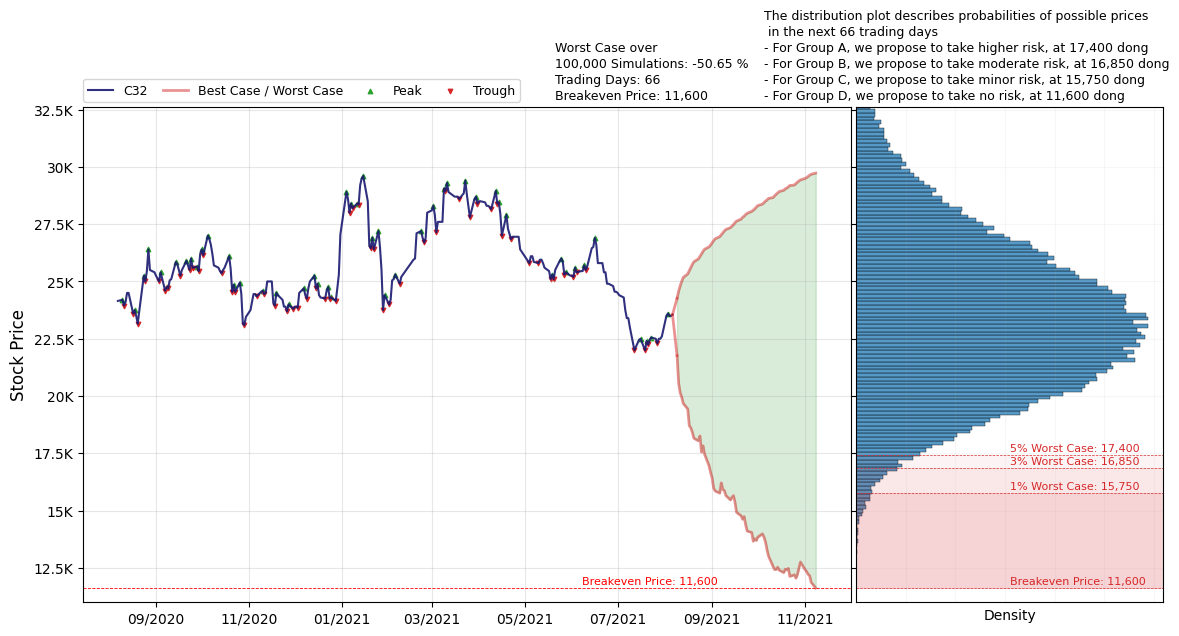 The distribution plot describes probabilities of possible prices
in the next 66 trading days
- For Group A, we propose to take higher risk, at 17,400 dong
- For Group B, we propose to take moderate risk, at 16,850 dong
- For Group C, we propose to take minor risk, at 15,750 dong
- For Group D, we propose to take no risk, at 11,600 dong
Worst Case over
100,000 Simulations: -50.65 %
Trading Days: 66
Breakeven Price: 11,600
C32
Best Case / Worst Case
Peak
Trough
Stock Price
32.5K
30K
27.5K
25K
22.5K
20K
17.5K
15K
12.5K
Breakeven Price: 11,600
09/2020
11/2020
01/2021
03/2021
05/2021
07/2021
09/2021
11/2021
5% Worst Case: 17,400
3% Worst Case: 16,850
1% Worst Case: 15,750
Breakeven Price: 11,600
Density